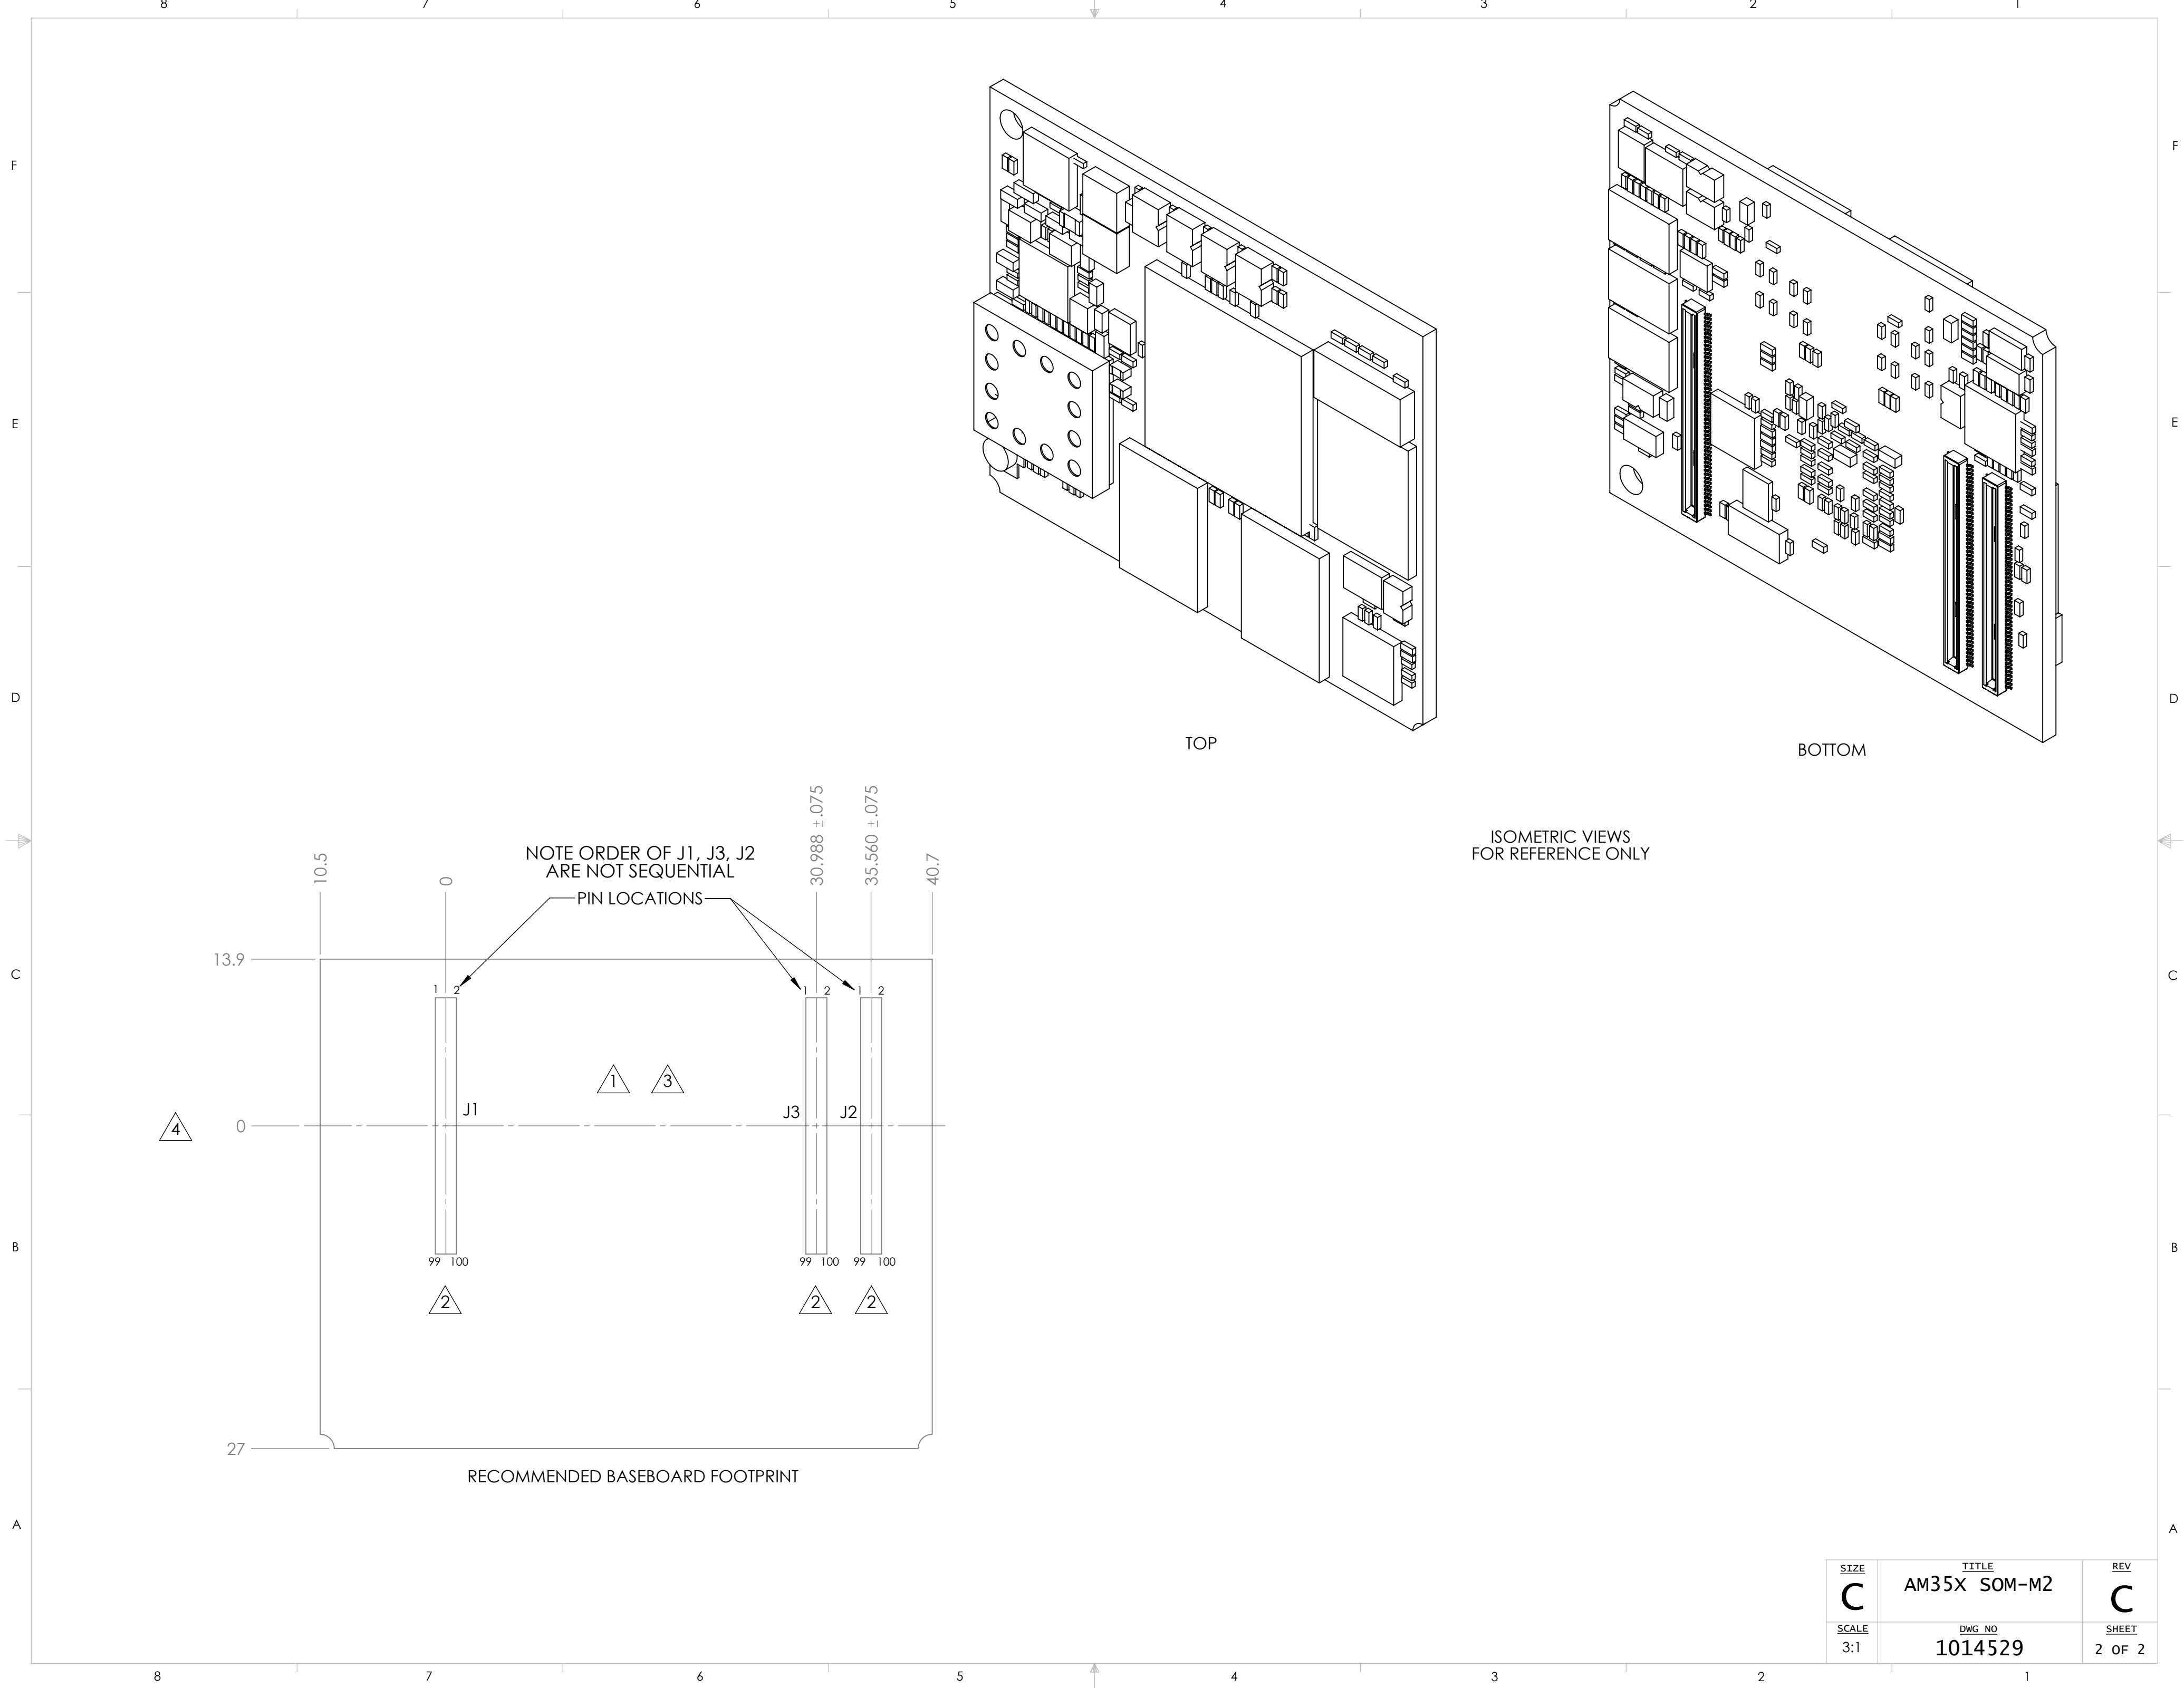 8 7 6 5 4 3 2 1
F F
E E
D D
TOP
BOTTOM
ISOMETRIC VIEWS
FOR REFERENCE ONLY
NOTE ORDER OF J1, J3, J2
ARE NOT SEQUENTIAL
PIN LOCATIONS
10.5
0
30.988 ±.075
35.560 ±.075
40.7
13.9
C C
1 2 1 2 1 2
1 3
J1 J3 J2
4
0
B B
99 100 99 100 99 100
2 2 2
27
RECOMMENDED BASEBOARD FOOTPRINT
A A
SIZE
C
TITLE
AM35X SOM-M2
REV
C
SCALE
3:1
DWG NO
1014529
SHEET
2 OF 2
8 7 6 5 4 3 2 1